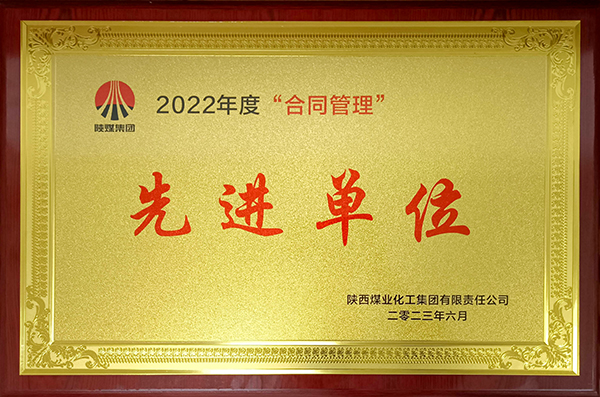 陕煤集团
2022年度“合同管理”
先进单位
陕西煤业化工集团有限责任公司
二零二三年六月